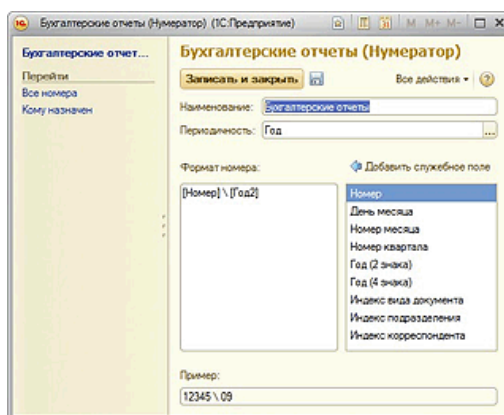 Бухгалтерские отчеты (Нумератор) (1С:Предприятие)
M M+ M-
Бухгалтерские отчет...
Перейти
Все номера
Кому назначен
Бухгалтерские отчеты (Нумератор)
Записать и закрыть
Все действия
Наименование: Бухгалтерские отчеты
Периодичность: Год ...
Формат номера:
Добавить служебное поле
[Номер] \ [Год2]
Номер
День месяца
Номер месяца
Номер квартала
Год (2 знака)
Год (4 знака)
Индекс вида документа
Индекс подразделения
Индекс корреспондента
Пример:
12345 \ 09